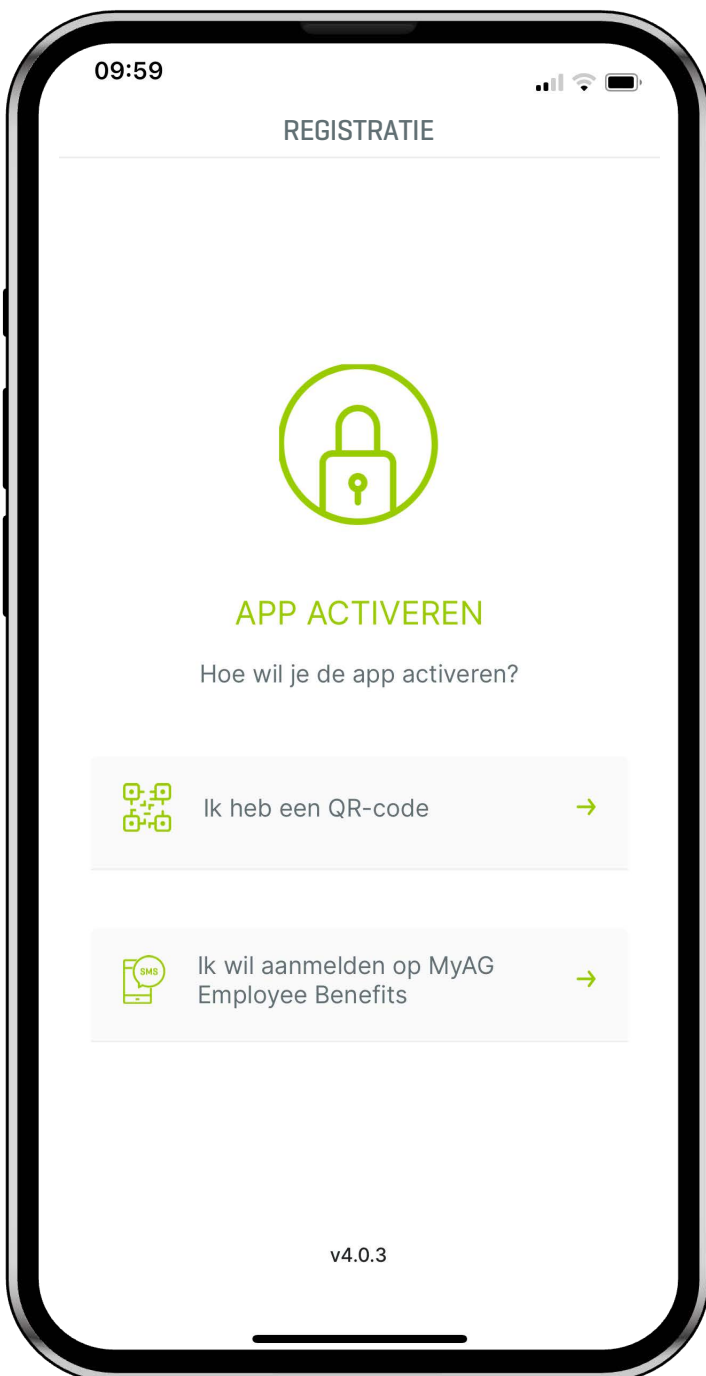 09:59
REGISTRATIE
APP ACTIVEREN
Hoe wil je de app activeren?
Ik heb een QR-code
SMS
Ik wil aanmelden op MyAG
Employee Benefits
v4.0.3